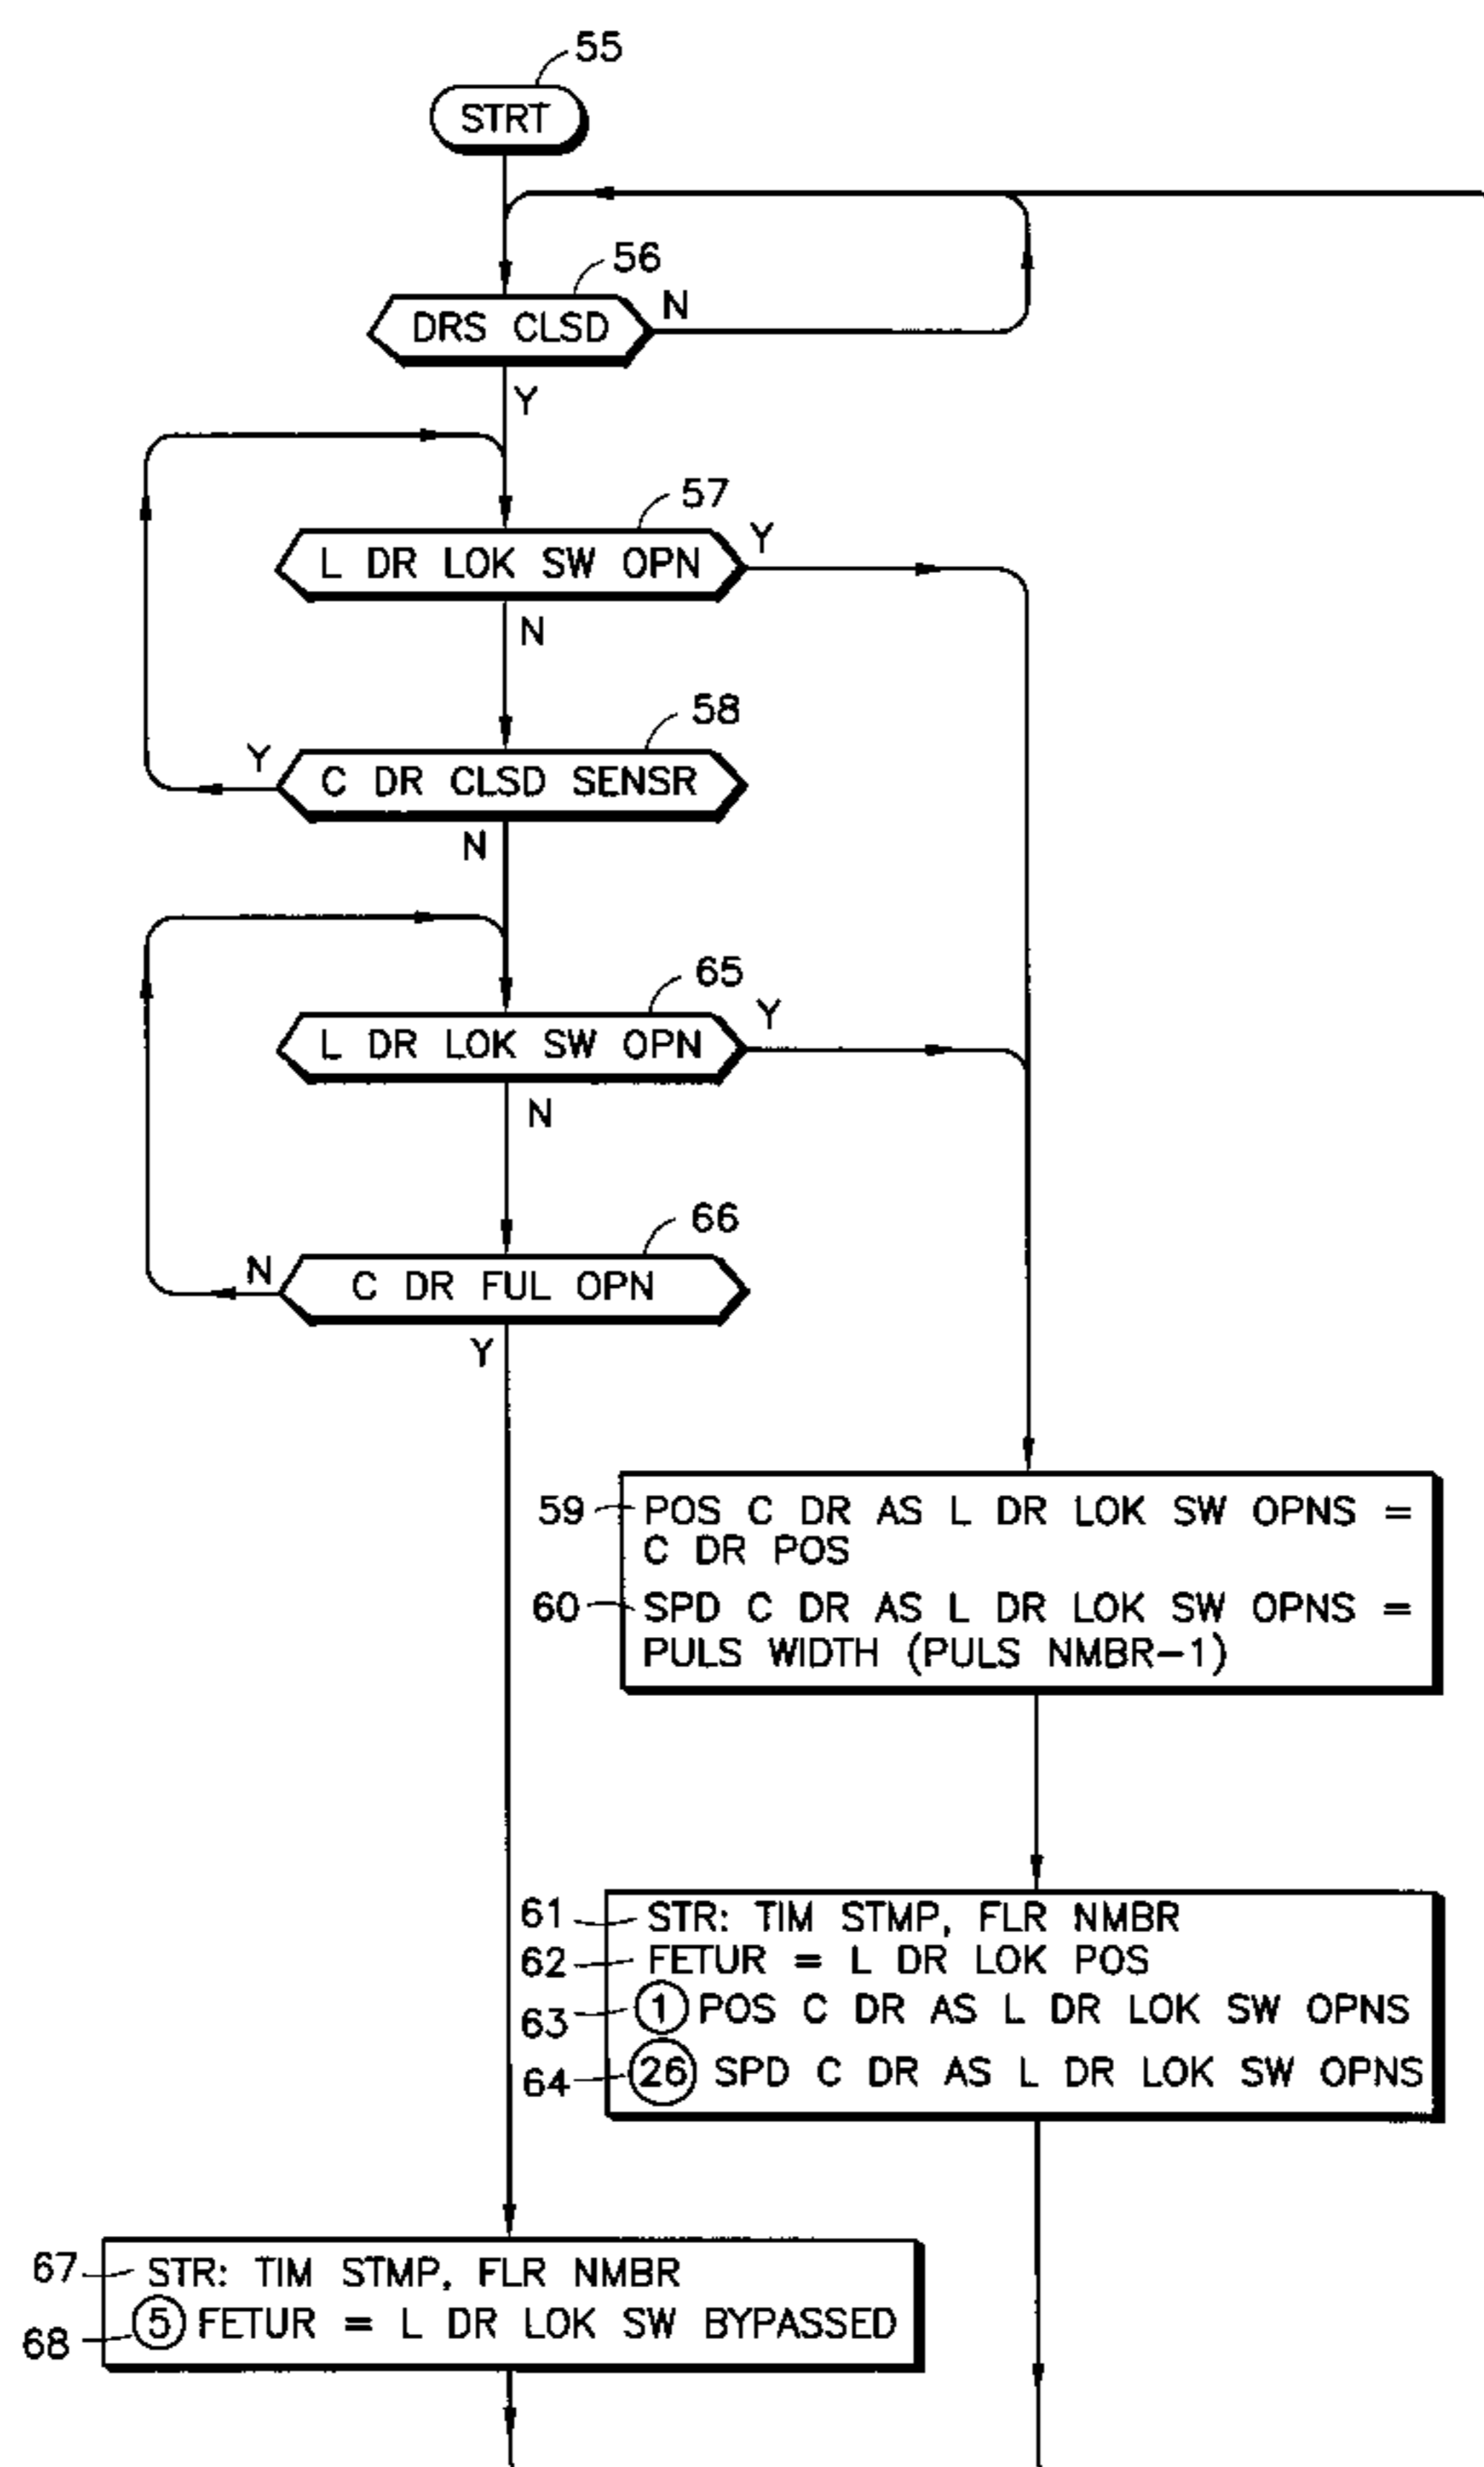 55
STRT
56
DRS CLSD
N
Y
57
L DR LOK SW OPN
Y
N
58
C DR CLSD SENSR
Y
N
65
L DR LOK SW OPN
Y
N
66
C DR FUL OPN
N
Y
59
POS C DR AS L DR LOK SW OPNS =
C DR POS
60
SPD C DR AS L DR LOK SW OPNS =
PULS WIDTH (PULS NMBR-1)
61
STR: TIM STMP, FLR NMBR
62
FETUR = L DR LOK POS
63
1 POS C DR AS L DR LOK SW OPNS
64
26 SPD C DR AS L DR LOK SW OPNS
67
STR: TIM STMP, FLR NMBR
68
5 FETUR = L DR LOK SW BYPASSED